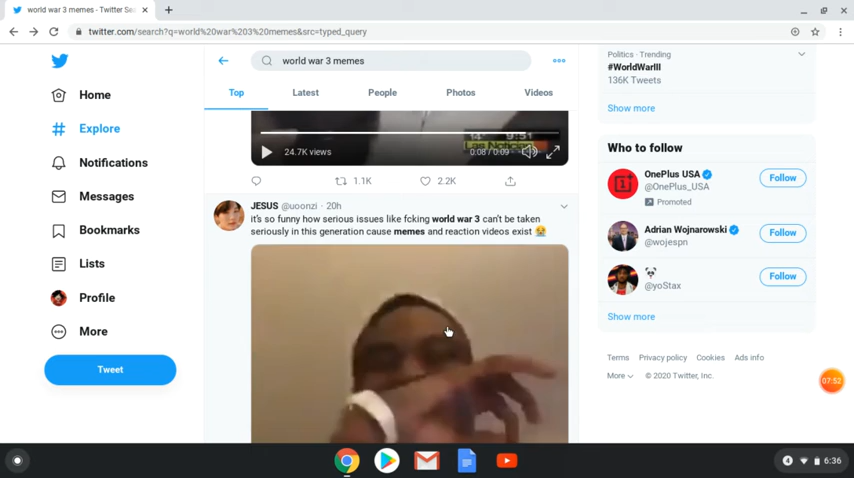 world war 3 memes - Twitter Sea
twitter.com/search?q=world%20war%203%20memes&src=typed_query
Home
Explore
Notifications
Messages
Bookmarks
Lists
Profile
More
Tweet
world war 3 memes
Top
Latest
People
Photos
Videos
14° 9:51
24.7K views
0:08 / 0:09
1.1K
2.2K
JESUS @uoonzi · 20h
it's so funny how serious issues like fcking world war 3 can't be taken
seriously in this generation cause memes and reaction videos exist 😭
Politics · Trending
#WorldWarIII
136K Tweets
Show more
Who to follow
OnePlus USA
@OnePlus_USA
Promoted
Follow
Adrian Wojnarowski
@wojespn
Follow
@yoStax
Follow
Show more
Terms Privacy policy Cookies Ads info
More © 2020 Twitter, Inc.
07:52
4 6:36